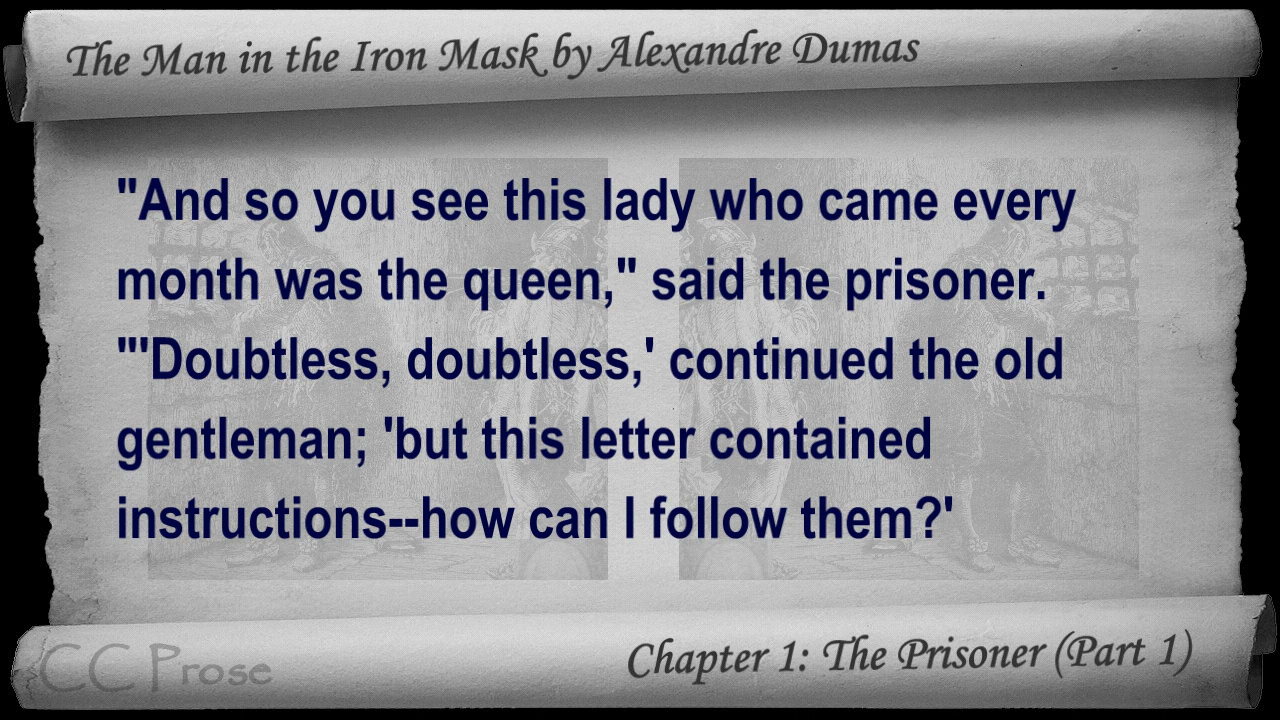 The Man in the Iron Mask by Alexandre Dumas
"And so you see this lady who came every
month was the queen," said the prisoner.
"'Doubtless, doubtless,' continued the old
gentleman; 'but this letter contained
instructions--how can I follow them?'
CC Prose
Chapter 1: The Prisoner (Part 1)